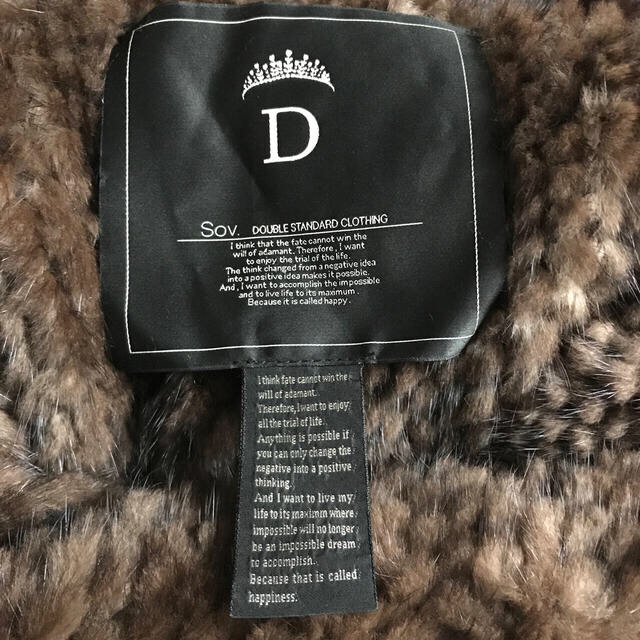 D
Sov. DOUBLE STANDARD CLOTHING
I think that the fate cannot win the
will of adamant. Therefore, I want
to enjoy the trial of the life.
The think changed from a negative idea
into a positive idea makes it possible.
And, I want to accomplish the impossible
and to live life to its maximum.
Because it is called happy.
I think fate cannot win the
will of adamant.
Therefore, I want to enjoy
all the trial of life.
Anything is possible if
you can only change the
negative into a positive
thinking.
And I want to live my
life to its maximm where
impossible will no longer
be an impossible dream
to accomplish.
Because that is called
happiness.